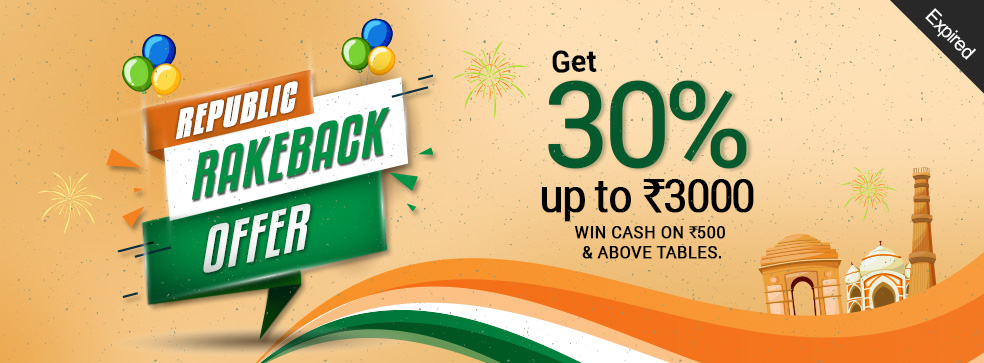 REPUBLIC
RAKEBACK
OFFER
Get
30%
up to ₹3000
WIN CASH ON ₹500
& ABOVE TABLES.
Expired